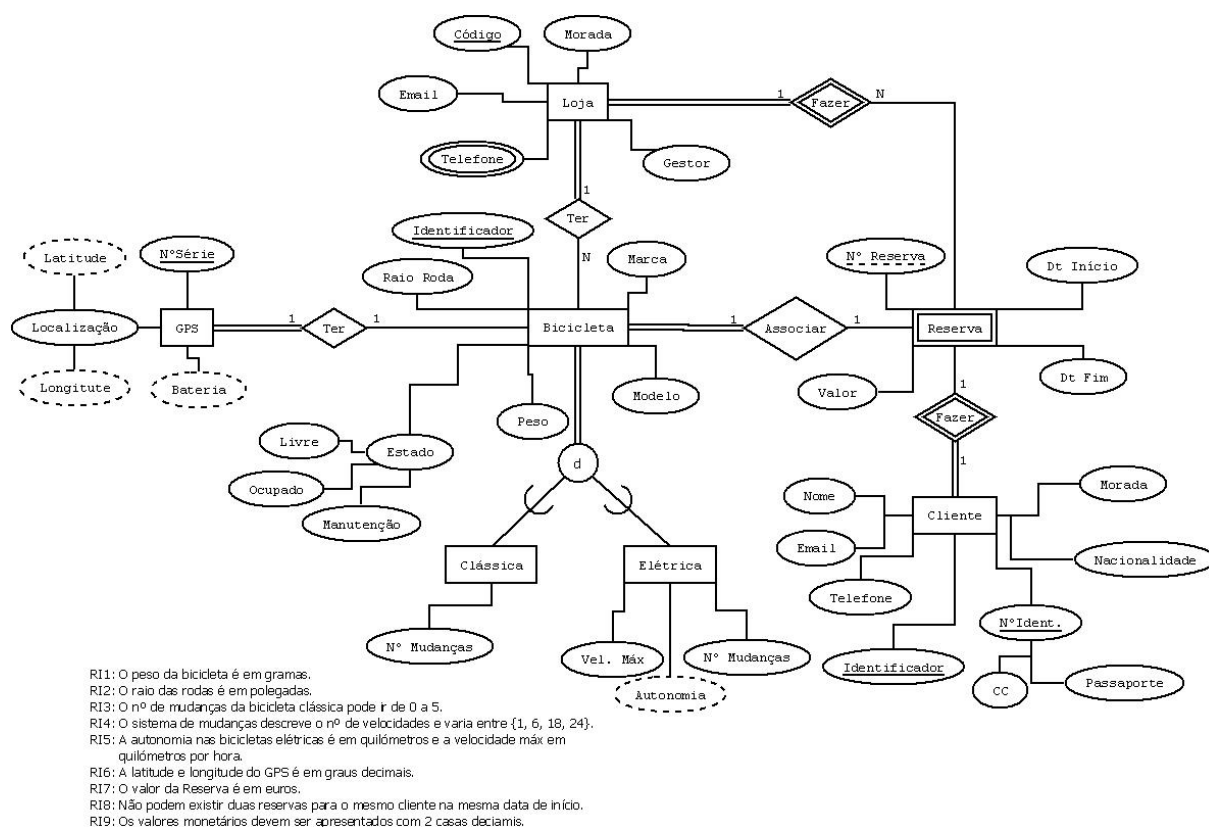 Código
Morada
Email
Loja
1
Fazer
N
Telefone
Gestor
1
Ter
N
Identificador
Marca
Raio Roda
Latitude
NºSérie
Nº Reserva
Dt Início
Localização
GPS
1
Ter
1
Bicicleta
1
Associar
1
Reserva
Longitute
Bateria
Peso
Modelo
Valor
Dt Fim
1
Fazer
1
Livre
Estado
Ocupado
Manutenção
d
Nome
Morada
Cliente
Email
Nacionalidade
Clássica
Elétrica
Telefone
NºIdent.
Nº Mudanças
Vel. Máx
Nº Mudanças
Autonomia
Identificador
CC
Passaporte
RI1: O peso da bicicleta é em gramas.
RI2: O raio das rodas é em polegadas.
RI3: O nº de mudanças da bicicleta clássica pode ir de 0 a 5.
RI4: O sistema de mudanças descreve o nº de velocidades e varia entre {1, 6, 18, 24}.
RI5: A autonomia nas bicicletas elétricas é em quilómetros e a velocidade máx em
quilómetros por hora.
RI6: A latitude e longitude do GPS é em graus decimais.
RI7: O valor da Reserva é em euros.
RI8: Não podem existir duas reservas para o mesmo cliente na mesma data de início.
RI9: Os valores monetários devem ser apresentados com 2 casas deciamis.